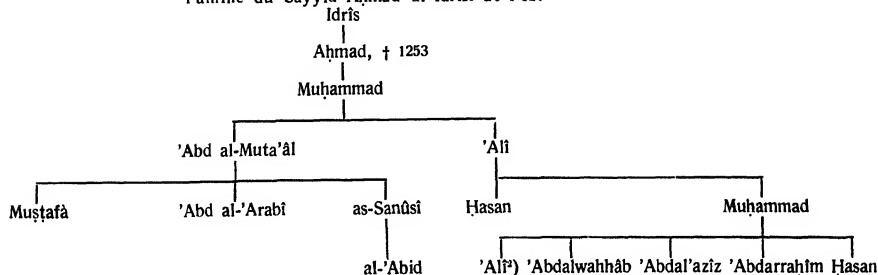 Idrîs
Aḥmad, † 1253
Muḥammad
'Abd al-Muta'âl 'Alî
Muṣṭafà 'Abd al-'Arabî as-Sanûsî Ḥasan Muḥammad
al-'Abid 'Alî²) 'Abdalwahhâb 'Abdal'azîz 'Abdarraḥîm Ḥasan